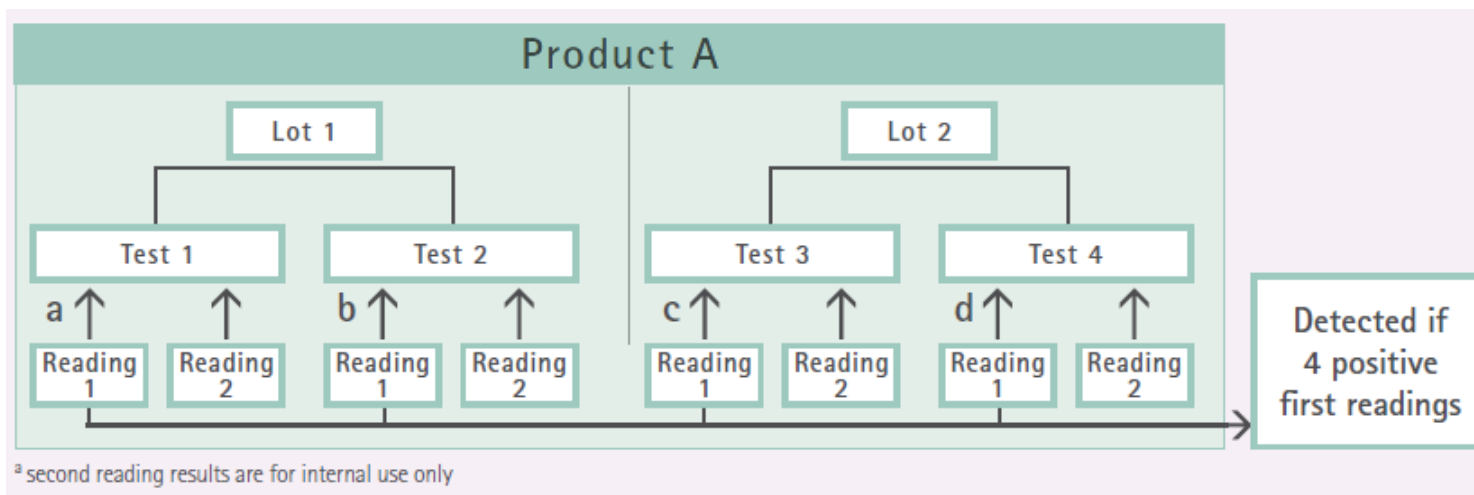 Product A
Lot 1
Lot 2
Test 1
Test 2
Test 3
Test 4
a
b
c
d
Reading
1
Reading
2
Reading
1
Reading
2
Reading
1
Reading
2
Reading
1
Reading
2
Detected if
4 positive
first readings
ª second reading results are for internal use only